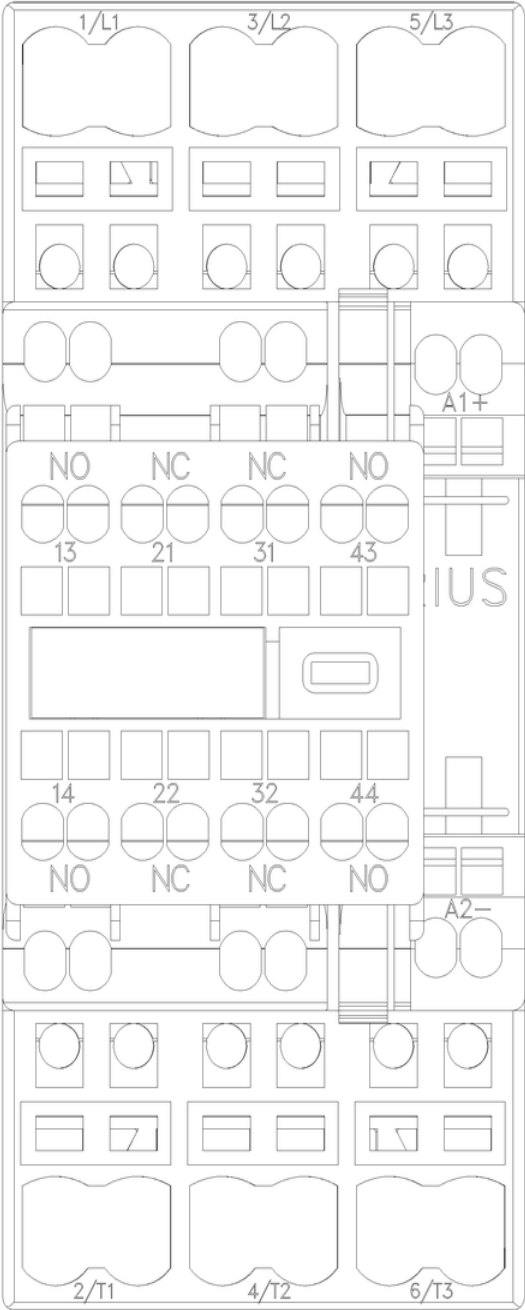 1/L1 3/L2 5/L3
A1+
NO NC NC NO
13 21 31 43
IUS
14 22 32 44
NO NC NC NO
A2-
2/T1 4/T2 6/T3